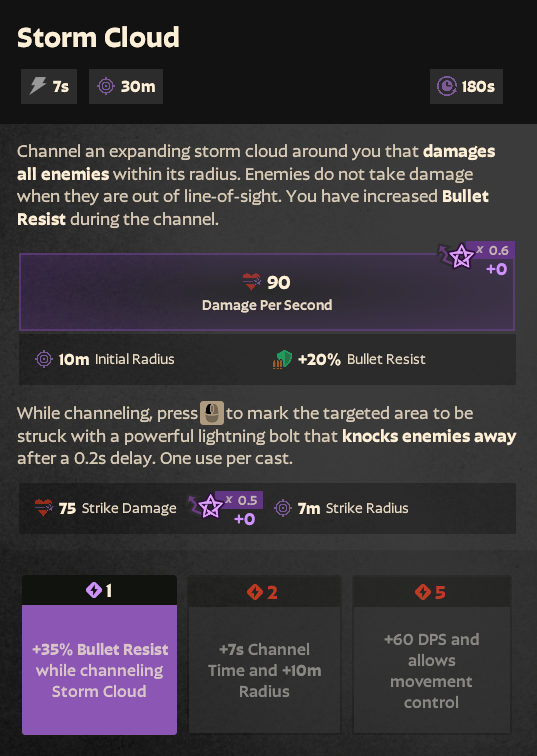 Storm Cloud
7s 30m 180s
Channel an expanding storm cloud around you that damages
all enemies within its radius. Enemies do not take damage
when they are out of line-of-sight. You have increased Bullet
Resist during the channel.
x 0.6
+0
90
Damage Per Second
10m Initial Radius +20% Bullet Resist
While channeling, press to mark the targeted area to be
struck with a powerful lightning bolt that knocks enemies away
after a 0.2s delay. One use per cast.
75 Strike Damage x 0.5 7m Strike Radius
+0
1 2 5
+35% Bullet Resist
while channeling
Storm Cloud
+7s Channel
Time and +10m
Radius
+60 DPS and
allows
movement
control